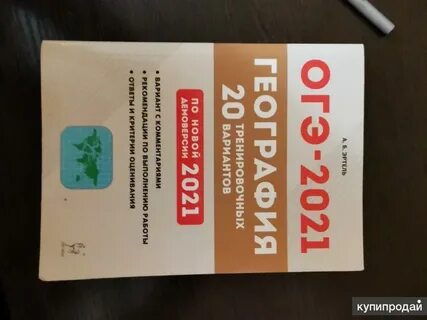 А. Б. ЭРТЕЛЬ
ОГЭ-2021
ГЕОГРАФИЯ
20 ТРЕНИРОВОЧНЫХ
ВАРИАНТОВ
ПО НОВОЙ
ДЕМОВЕРСИИ 2021
• ВАРИАНТ С КОММЕНТАРИЯМИ
• РЕКОМЕНДАЦИИ ПО ВЫПОЛНЕНИЮ РАБОТЫ
• ОТВЕТЫ И КРИТЕРИИ ОЦЕНИВАНИЯ
купипродай